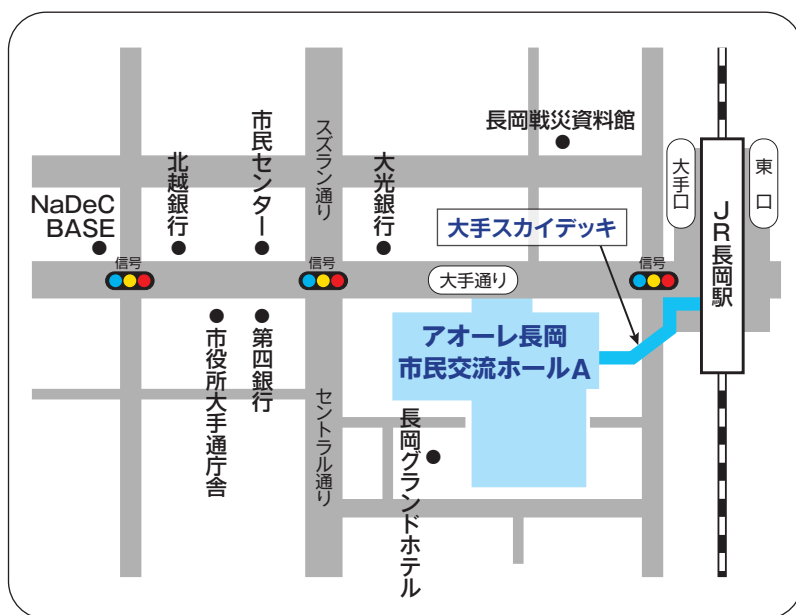 長岡戦災資料館
スズラン通り
市民センター
北越銀行
大光銀行
NaDeC
BASE
大手口
東口
JR長岡駅
大手スカイデッキ
信号
信号
信号
大手通り
アオーレ長岡
市民交流ホールA
市役所大手通庁舎
第四銀行
セントラル通り
長岡グランドホテル